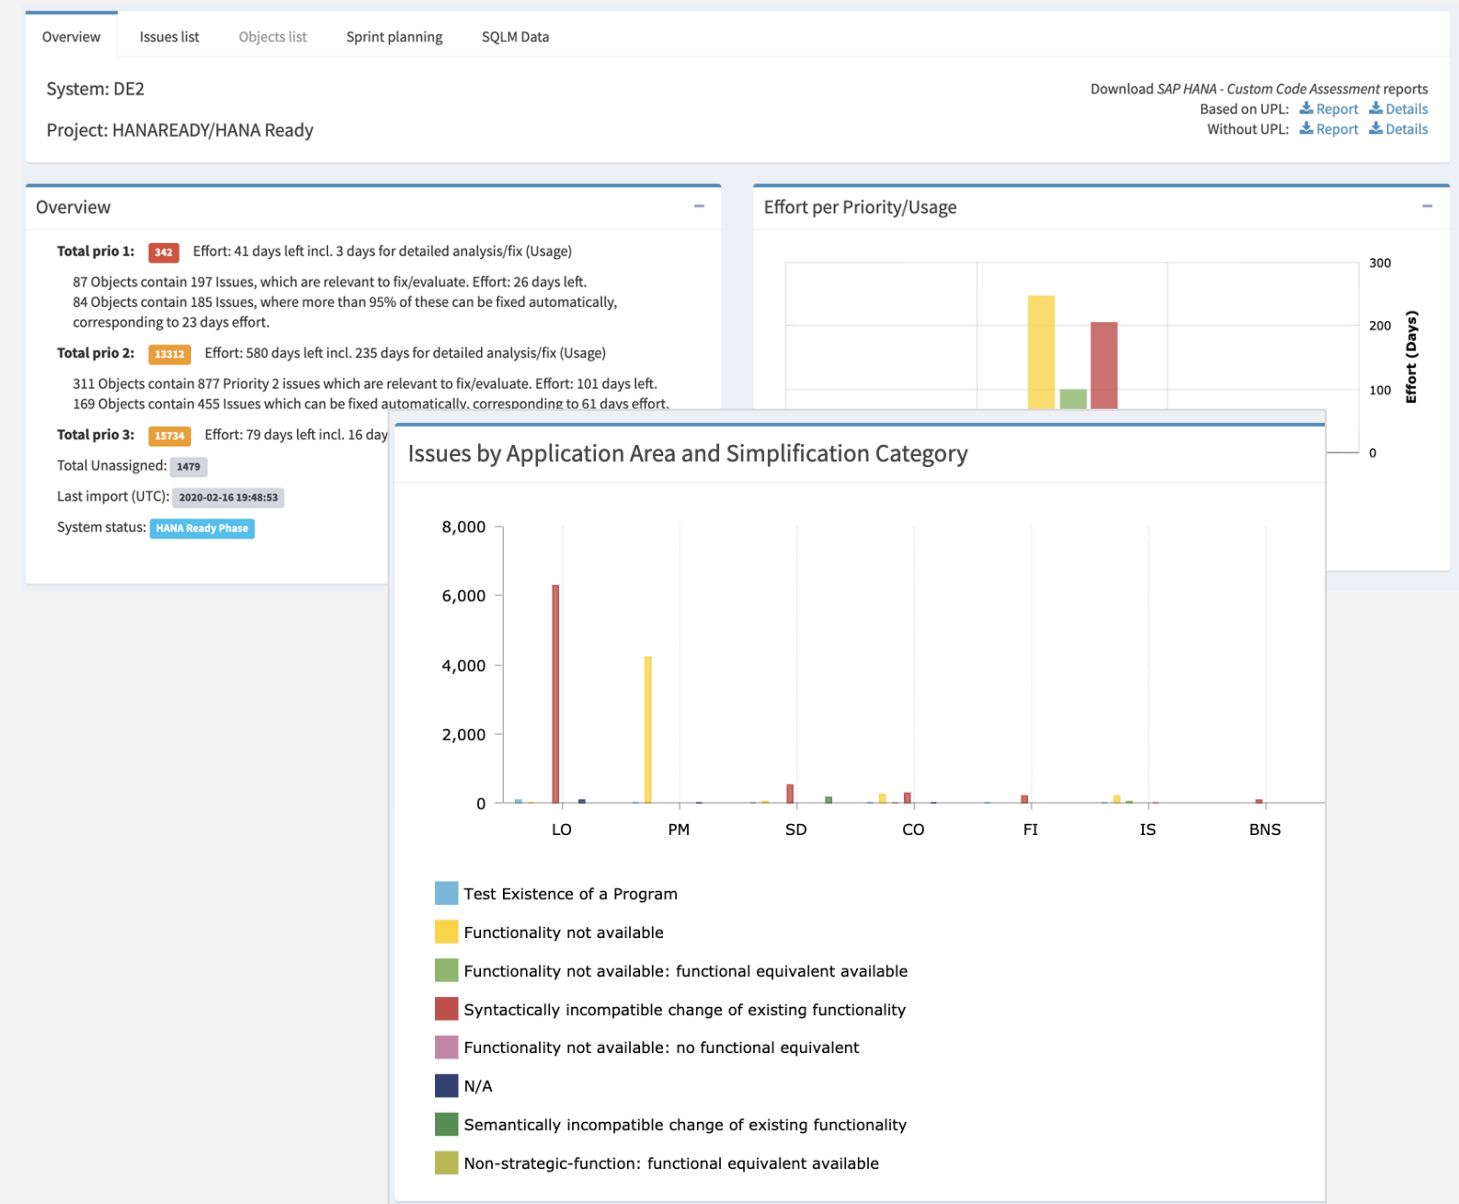 Overview Issues list Objects list Sprint planning SQLM Data
System: DE2
Project: HANAREADY/HANA Ready
Download SAP HANA - Custom Code Assessment reports
Based on UPL: Report Details
Without UPL: Report Details
Overview
Total prio 1: 342 Effort: 41 days left incl. 3 days for detailed analysis/fix (Usage)
87 Objects contain 197 Issues, which are relevant to fix/evaluate. Effort: 26 days left.
84 Objects contain 185 Issues, where more than 95% of these can be fixed automatically,
corresponding to 23 days effort.
Total prio 2: 13312 Effort: 580 days left incl. 235 days for detailed analysis/fix (Usage)
311 Objects contain 877 Priority 2 issues which are relevant to fix/evaluate. Effort: 101 days left.
169 Objects contain 455 Issues which can be fixed automatically, corresponding to 61 days effort.
Total prio 3: 15734 Effort: 79 days left incl. 16 day
Total Unassigned: 1479
Last import (UTC): 2020-02-16 19:48:53
System status: HANA Ready Phase
Effort per Priority/Usage
300
200
100
0
Effort (Days)
Issues by Application Area and Simplification Category
8,000
6,000
4,000
2,000
0
LO PM SD CO FI IS BNS
Test Existence of a Program
Functionality not available
Functionality not available: functional equivalent available
Syntactically incompatible change of existing functionality
Functionality not available: no functional equivalent
N/A
Semantically incompatible change of existing functionality
Non-strategic-function: functional equivalent available